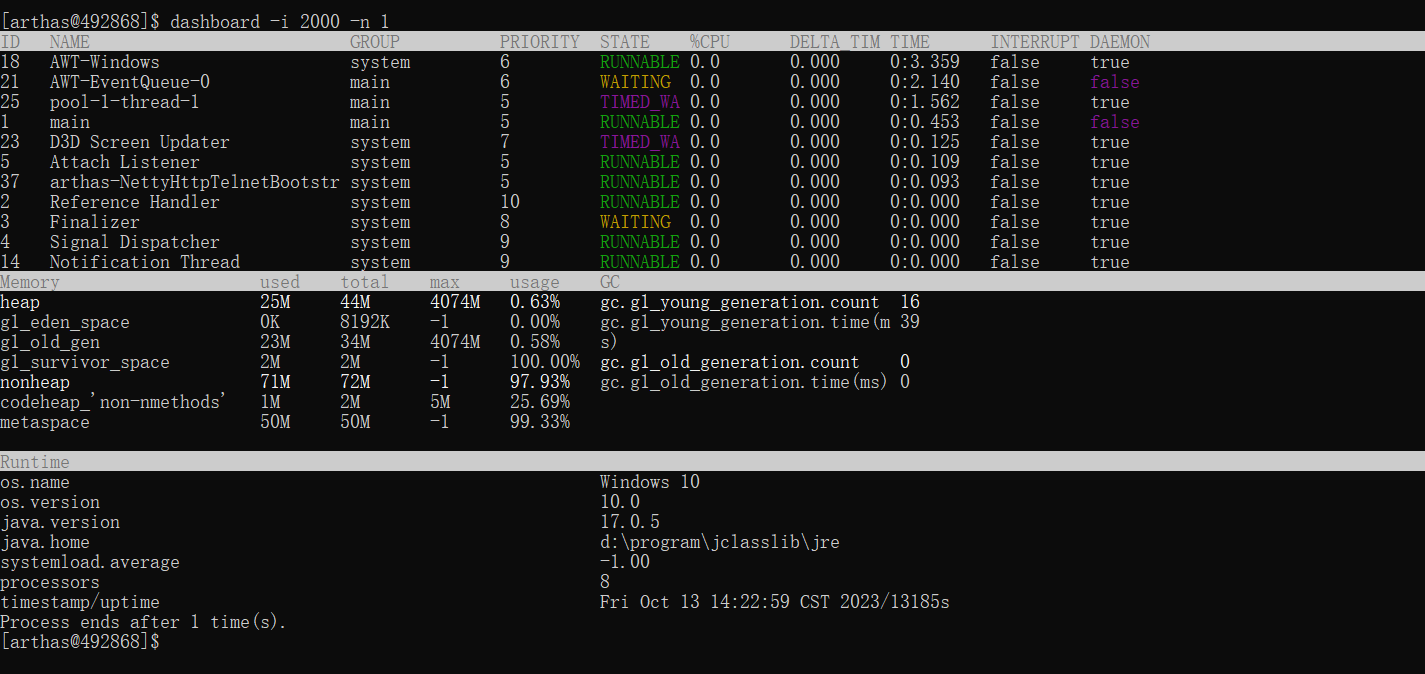 [arthas@492868]$ dashboard -i 2000 -n 1
ID NAME GROUP PRIORITY STATE %CPU DELTA_TIM TIME INTERRUPT DAEMON
18 AWT-Windows system 6 RUNNABLE 0.0 0.000 0:3.359 false true
21 AWT-EventQueue-0 main 6 WAITING 0.0 0.000 0:2.140 false false
25 pool-1-thread-1 main 5 TIMED_WA 0.0 0.000 0:1.562 false true
1 main main 5 RUNNABLE 0.0 0.000 0:0.453 false false
23 D3D Screen Updater system 7 TIMED_WA 0.0 0.000 0:0.125 false true
5 Attach Listener system 5 RUNNABLE 0.0 0.000 0:0.109 false true
37 arthas-NettyHttpTelnetBootstr system 5 RUNNABLE 0.0 0.000 0:0.093 false true
2 Reference Handler system 10 RUNNABLE 0.0 0.000 0:0.000 false true
3 Finalizer system 8 WAITING 0.0 0.000 0:0.000 false true
4 Signal Dispatcher system 9 RUNNABLE 0.0 0.000 0:0.000 false true
14 Notification Thread system 9 RUNNABLE 0.0 0.000 0:0.000 false true
Memory used total max usage GC
heap 25M 44M 4074M 0.63% gc.g1_young_generation.count 16
g1_eden_space 0K 8192K -1 0.00% gc.g1_young_generation.time(m 39
g1_old_gen 23M 34M 4074M 0.58% s)
g1_survivor_space 2M 2M -1 100.00% gc.g1_old_generation.count 0
nonheap 71M 72M -1 97.93% gc.g1_old_generation.time(ms) 0
codeheap_'non-nmethods' 1M 2M 5M 25.69%
metaspace 50M 50M -1 99.33%
Runtime
os.name Windows 10
os.version 10.0
java.version 17.0.5
java.home d:\program\jclasslib\jre
systemload.average -1.00
processors 8
timestamp/uptime Fri Oct 13 14:22:59 CST 2023/13185s
Process ends after 1 time(s).
[arthas@492868]$